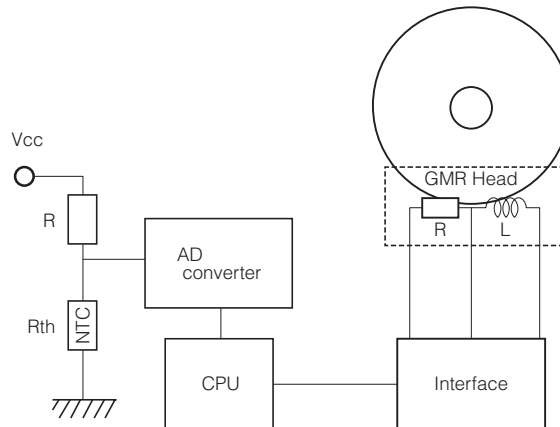 Vcc
R
Rth
NTC
AD
converter
CPU
GMR Head
R
L
Interface